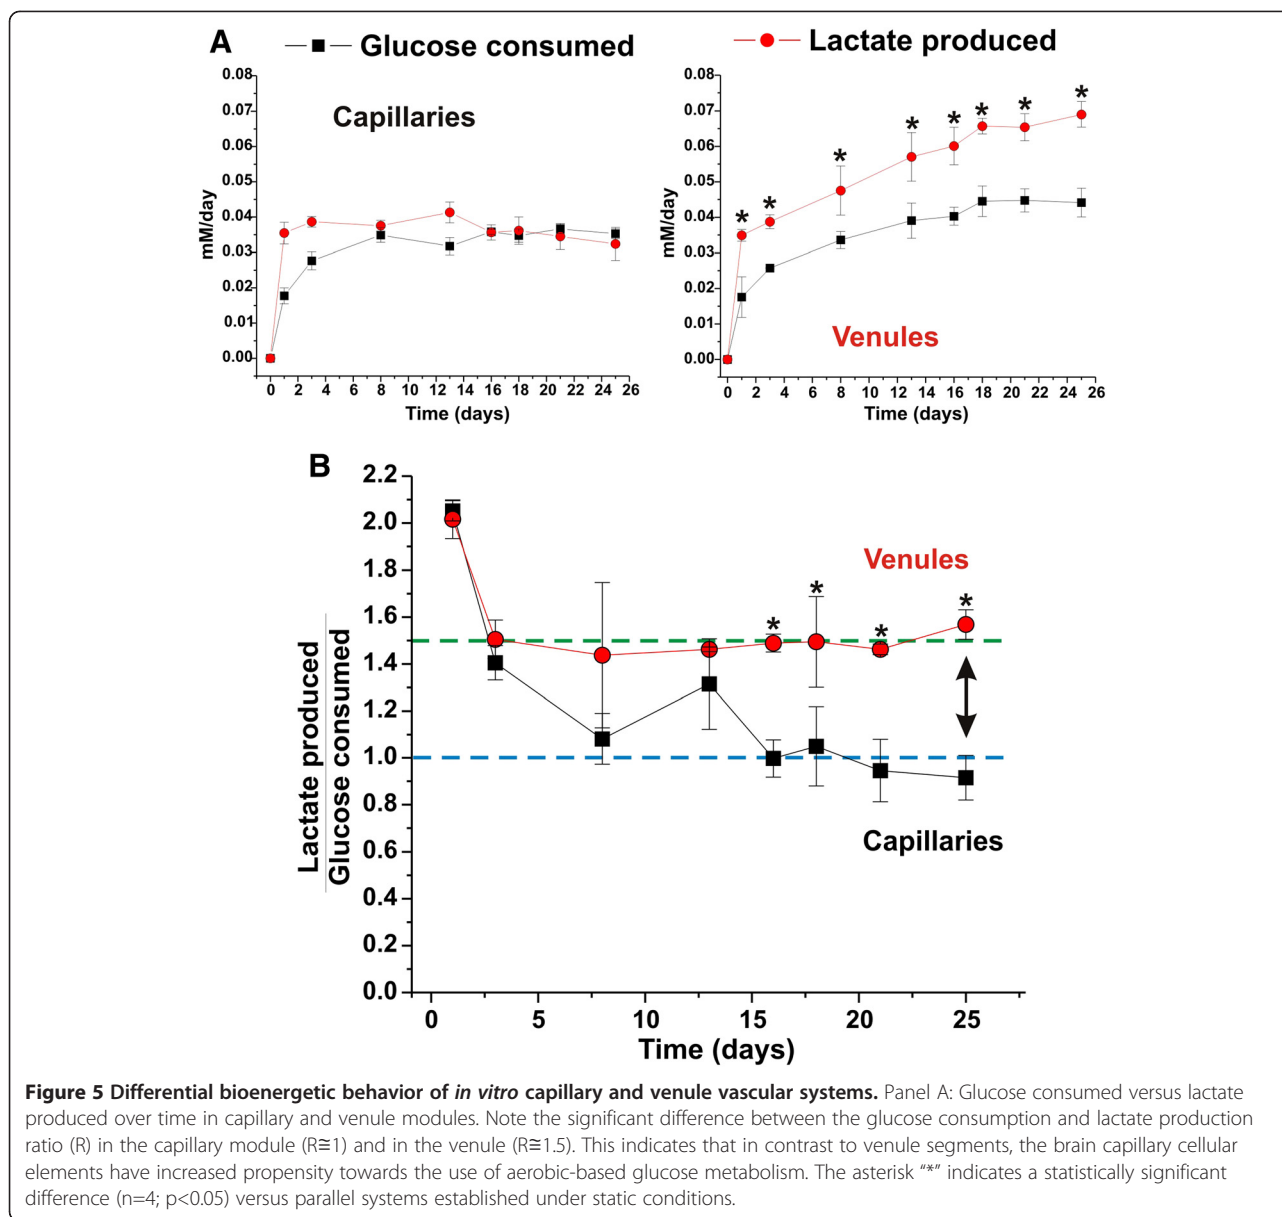 A
Glucose consumed
Lactate produced
0.08
0.07
0.06
0.05
0.04
0.03
0.02
0.01
0.00
mM/day
Capillaries
0 2 4 6 8 10 12 14 16 18 20 22 24 26
Time (days)
0.08
0.07
0.06
0.05
0.04
0.03
0.02
0.01
0.00
mM/day
* * * * * * * *
Venules
0 2 4 6 8 10 12 14 16 18 20 22 24 26
Time (days)
B
2.2
2.0
1.8
1.6
1.4
1.2
1.0
0.8
0.6
0.4
0.2
0.0
Lactate produced
Glucose consumed
Venules
* * * *
Capillaries
0 5 10 15 20 25
Time (days)
Figure 5 Differential bioenergetic behavior of in vitro capillary and venule vascular systems. Panel A: Glucose consumed versus lactate
produced over time in capillary and venule modules. Note the significant difference between the glucose consumption and lactate production
ratio (R) in the capillary module (R≅1) and in the venule (R≅1.5). This indicates that in contrast to venule segments, the brain capillary cellular
elements have increased propensity towards the use of aerobic-based glucose metabolism. The asterisk “*” indicates a statistically significant
difference (n=4; p<0.05) versus parallel systems established under static conditions.